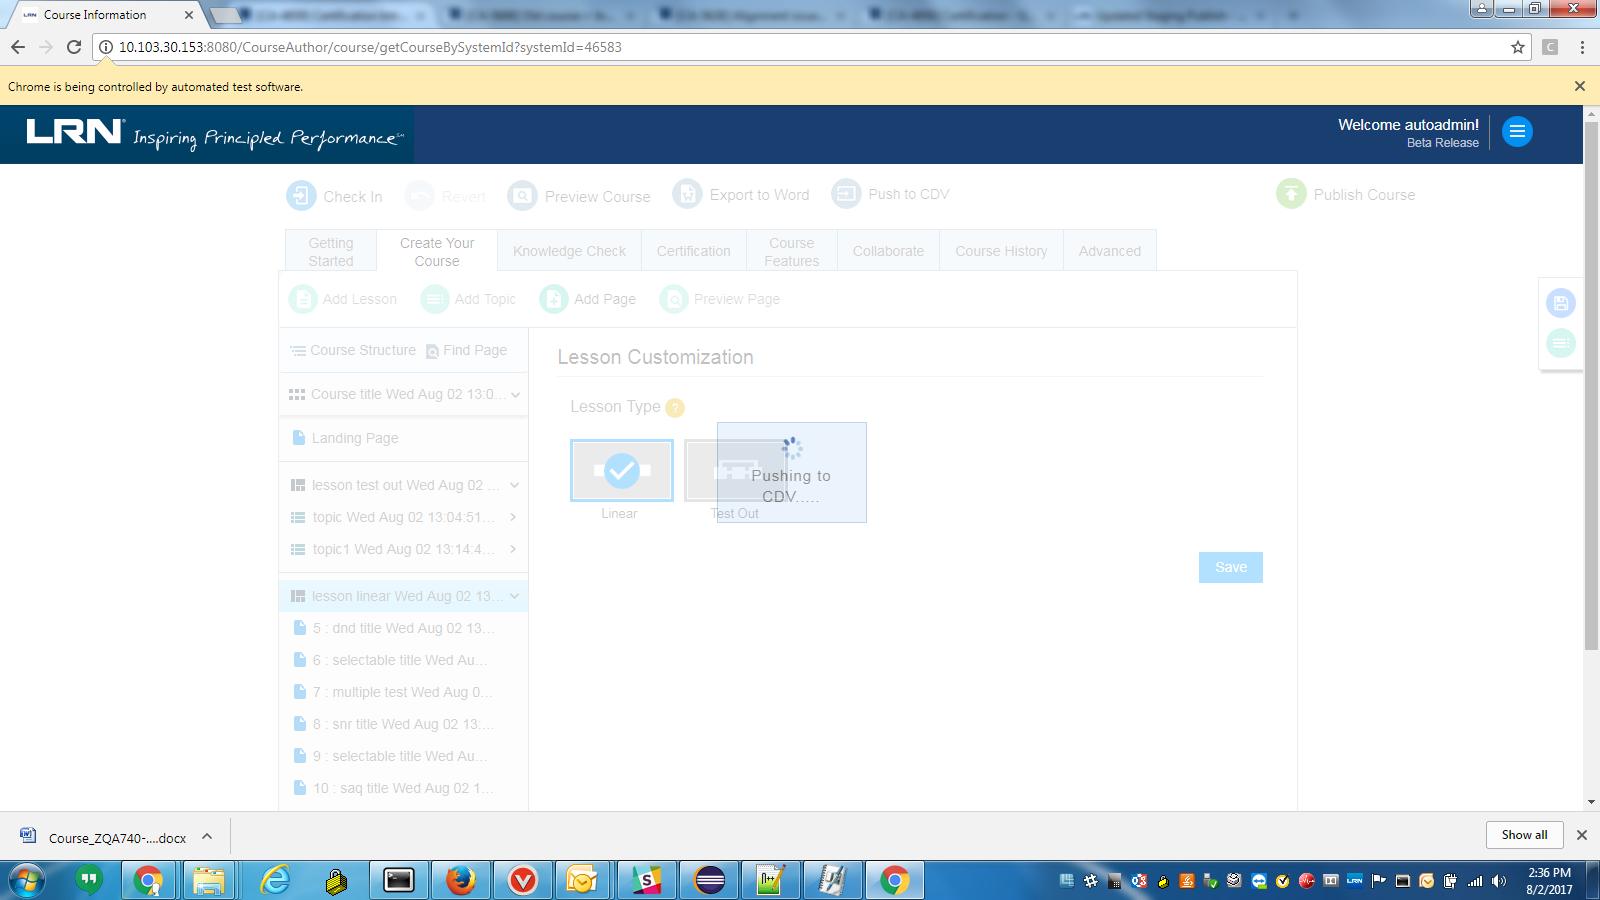 LRN Course Information
10.103.30.153:8080/CourseAuthor/course/getCourseBySystemId?systemId=46583
C
Chrome is being controlled by automated test software.
LRN Inspiring Principled Performance
Welcome autoadmin!
Beta Release
Check In
Revert
Preview Course
Export to Word
Push to CDV
Publish Course
Getting
Started
Create Your
Course
Knowledge Check
Certification
Course
Features
Collaborate
Course History
Advanced
Add Lesson
Add Topic
Add Page
Preview Page
Course Structure
Find Page
Course title Wed Aug 02 13:0...
Landing Page
lesson test out Wed Aug 02 ...
topic Wed Aug 02 13:04:51...
topic1 Wed Aug 02 13:14:4...
lesson linear Wed Aug 02 13...
5 : dnd title Wed Aug 02 13...
6 : selectable title Wed Au...
7 : multiple test Wed Aug 0...
8 : snr title Wed Aug 02 13:...
9 : selectable title Wed Au...
10 : saq title Wed Aug 02 1...
Lesson Customization
Lesson Type ?
Linear
Test Out
Pushing to
CDV.....
Save
Course_ZQA740-....docx
Show all
2:36 PM
8/2/2017